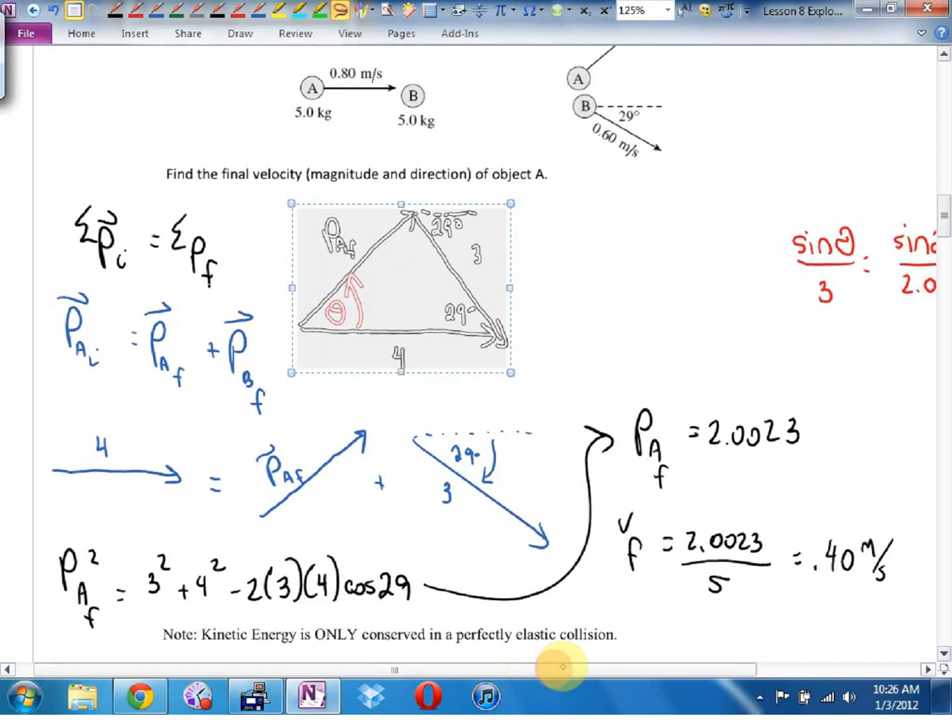 125%
Lesson 8 Explo...
File Home Insert Share Draw Review View Pages Add-Ins
0.80 m/s
A B
5.0 kg 5.0 kg
A
B
29°
0.60 m/s
Find the final velocity (magnitude and direction) of object A.
Σp⃗i = Σpf
P⃗Ai = P⃗Af + P⃗Bf
PAf
29°
3
θ
29°
4
sinθ/3 = sin
2.0
4 = P⃗Af + 29° 3
PAf² = 3² + 4² - 2(3)(4)cos29
PAf = 2.0023
vf = 2.0023/5 = .40 m/s
Note: Kinetic Energy is ONLY conserved in a perfectly elastic collision.
10:26 AM
1/3/2012